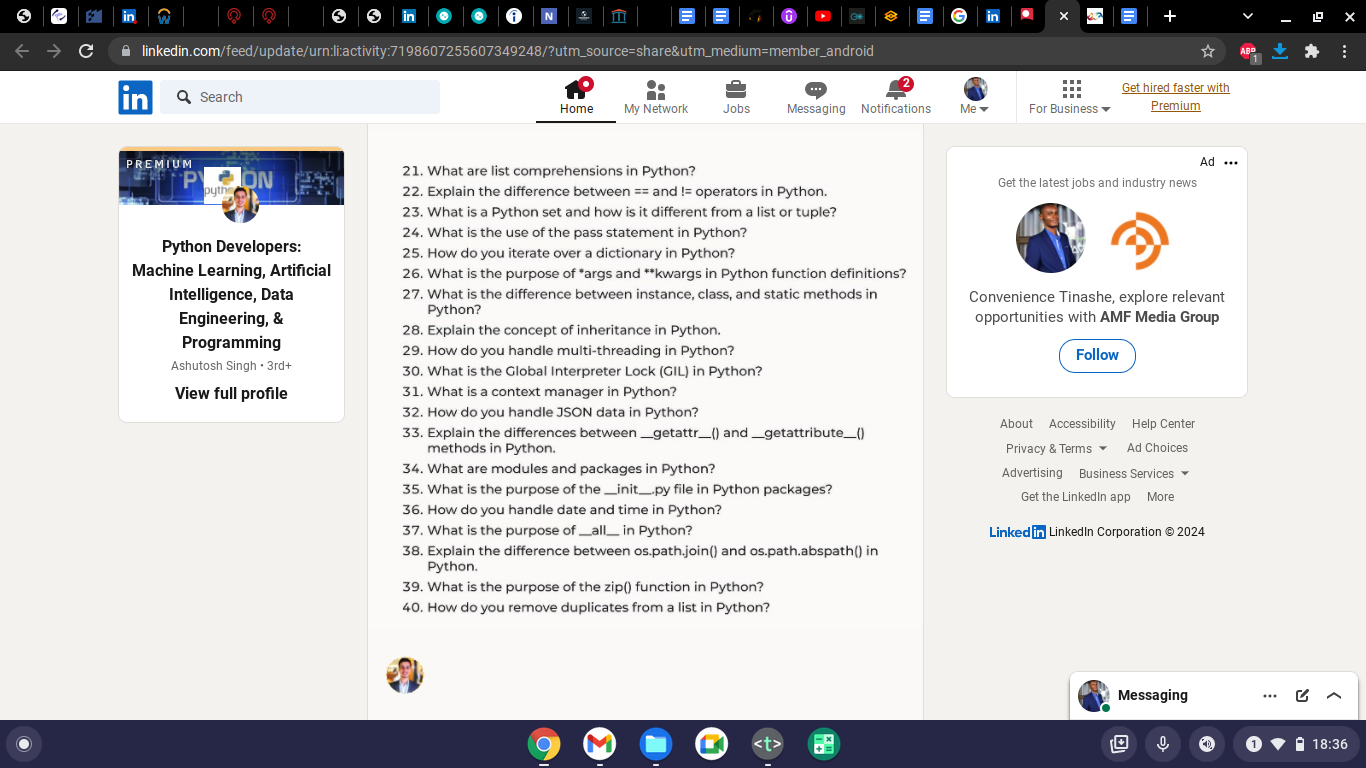 linkedin.com/feed/update/urn:li:activity:7198607255607349248/?utm_source=share&utm_medium=member_android
ABP
1
in
Search
Home
My Network
Jobs
Messaging
2
Notifications
Me
For Business
Get hired faster with
Premium
PREMIUM
PYTHON
python
Python Developers:
Machine Learning, Artificial
Intelligence, Data
Engineering, &
Programming
Ashutosh Singh • 3rd+
View full profile
21. What are list comprehensions in Python?
22. Explain the difference between == and != operators in Python.
23. What is a Python set and how is it different from a list or tuple?
24. What is the use of the pass statement in Python?
25. How do you iterate over a dictionary in Python?
26. What is the purpose of *args and **kwargs in Python function definitions?
27. What is the difference between instance, class, and static methods in
Python?
28. Explain the concept of inheritance in Python.
29. How do you handle multi-threading in Python?
30. What is the Global Interpreter Lock (GIL) in Python?
31. What is a context manager in Python?
32. How do you handle JSON data in Python?
33. Explain the differences between __getattr__() and __getattribute__()
methods in Python.
34. What are modules and packages in Python?
35. What is the purpose of the __init__.py file in Python packages?
36. How do you handle date and time in Python?
37. What is the purpose of __all__ in Python?
38. Explain the difference between os.path.join() and os.path.abspath() in
Python.
39. What is the purpose of the zip() function in Python?
40. How do you remove duplicates from a list in Python?
Ad
Get the latest jobs and industry news
Convenience Tinashe, explore relevant
opportunities with AMF Media Group
Follow
About Accessibility Help Center
Privacy & Terms Ad Choices
Advertising Business Services
Get the LinkedIn app More
LinkedIn LinkedIn Corporation © 2024
Messaging
<t>
1
18:36